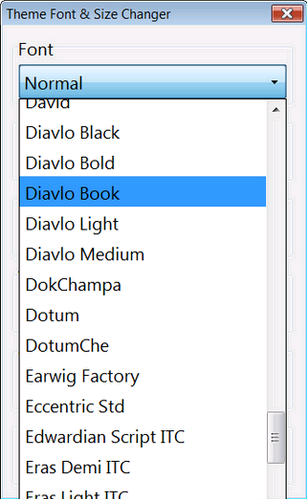 Theme Font & Size Changer
Font
Normal
David
Diavlo Black
Diavlo Bold
Diavlo Book
Diavlo Light
Diavlo Medium
DokChampa
Dotum
DotumChe
Earwig Factory
Eccentric Std
Edwardian Script ITC
Eras Demi ITC
Eras Light ITC